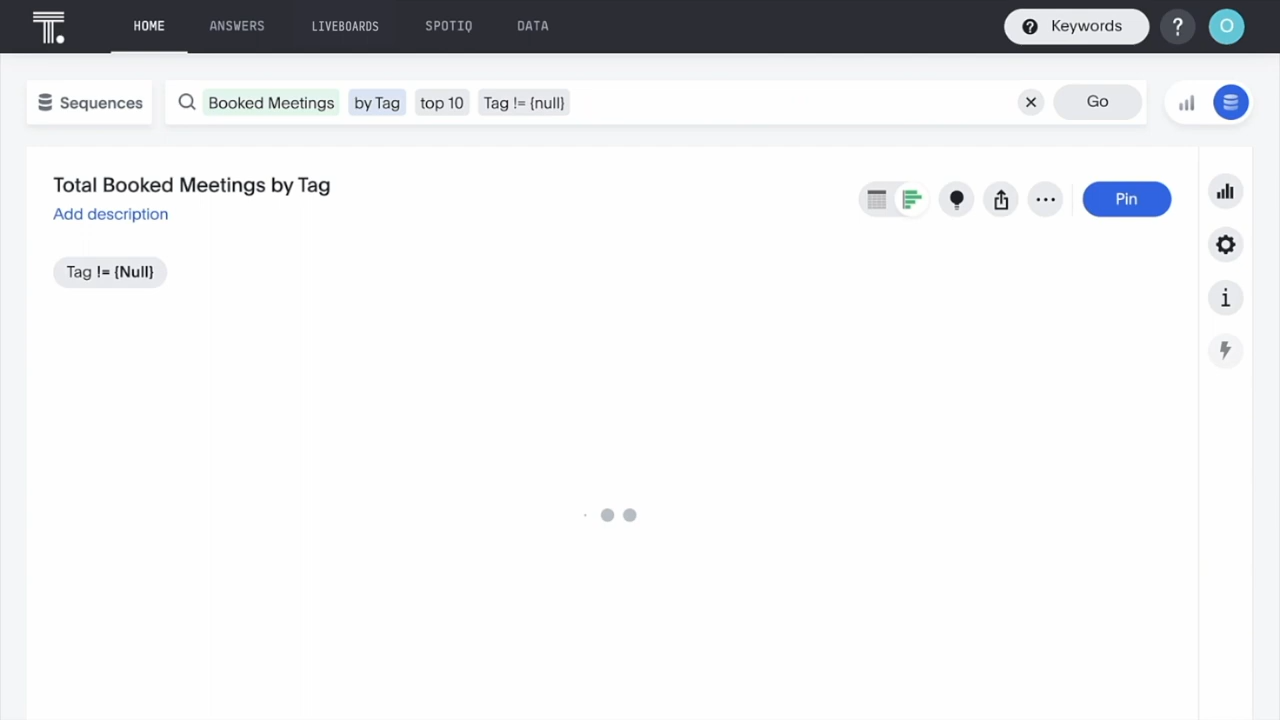 T. HOME ANSWERS LIVEBOARDS SPOTIQ DATA ? Keywords ? O
Sequences Booked Meetings by Tag top 10 Tag != {null} Go
Total Booked Meetings by Tag
Add description
Pin
Tag != {Null}